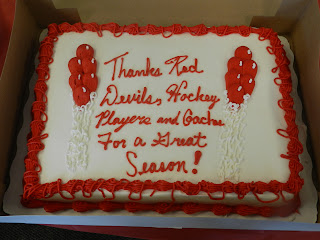 Thanks Red
Devils, Hockey
Players and Coaches
For a Great
Season!